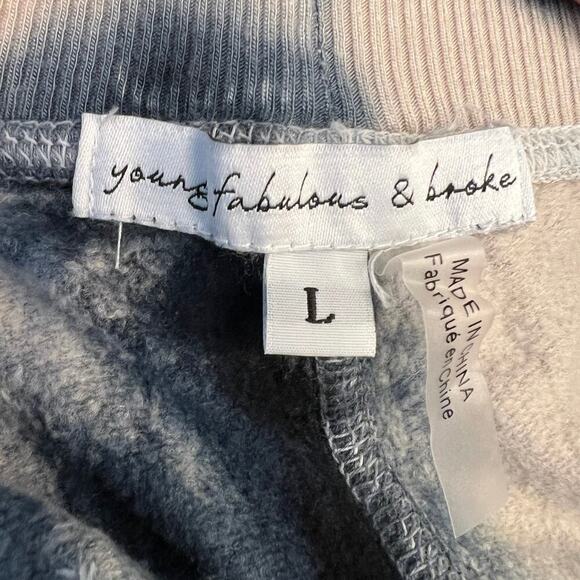 young fabulous & broke
L
MADE IN CHINA
Fabriqué en Chine